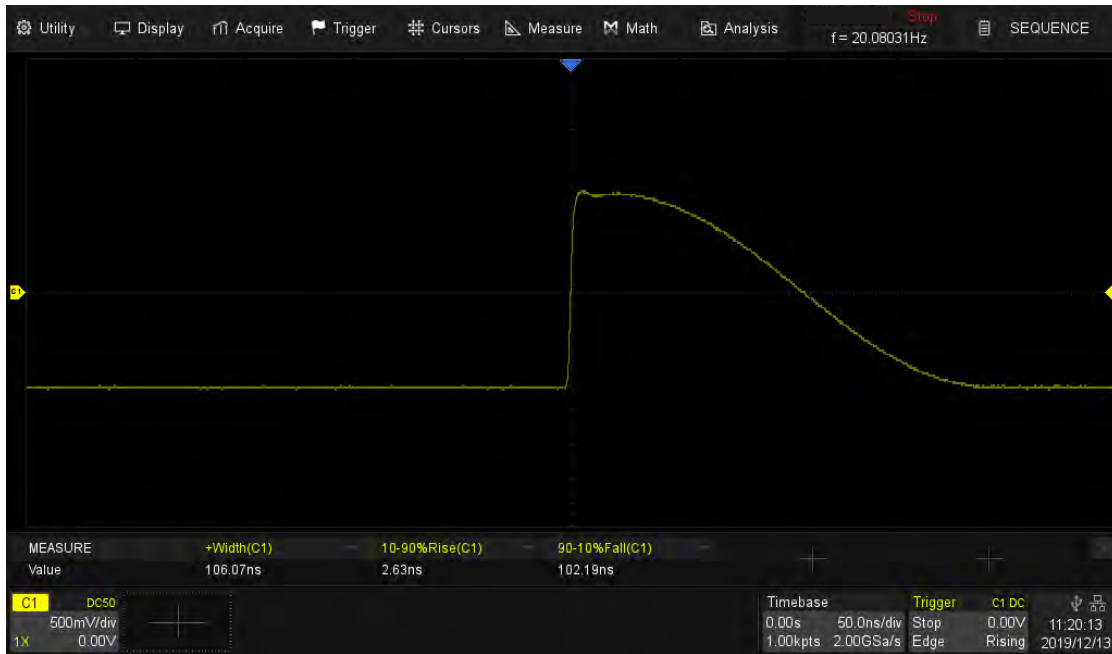 Utility Display Acquire Trigger Cursors Measure Math Analysis Stop SEQUENCE
f = 20.08031Hz
C1
MEASURE +Width(C1) 10-90%Rise(C1) 90-10%Fall(C1)
Value 106.07ns 2.63ns 102.19ns
C1 DC50 Timebase Trigger C1 DC
500mV/div 0.00s 50.0ns/div Stop 0.00V 11:20:13
1X 0.00V 1.00kpts 2.00GSa/s Edge Rising 2019/12/13